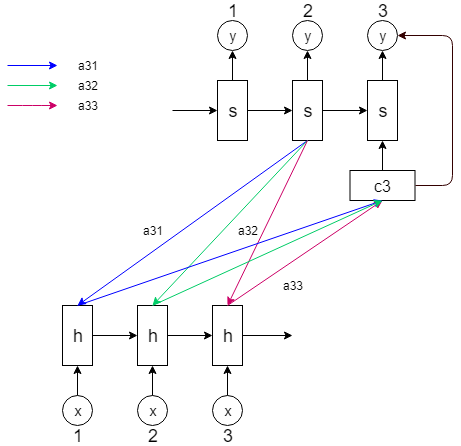 1 2 3
y y y
a31
a32
a33
s s s
c3
a31 a32
a33
h h h
x x x
1 2 3